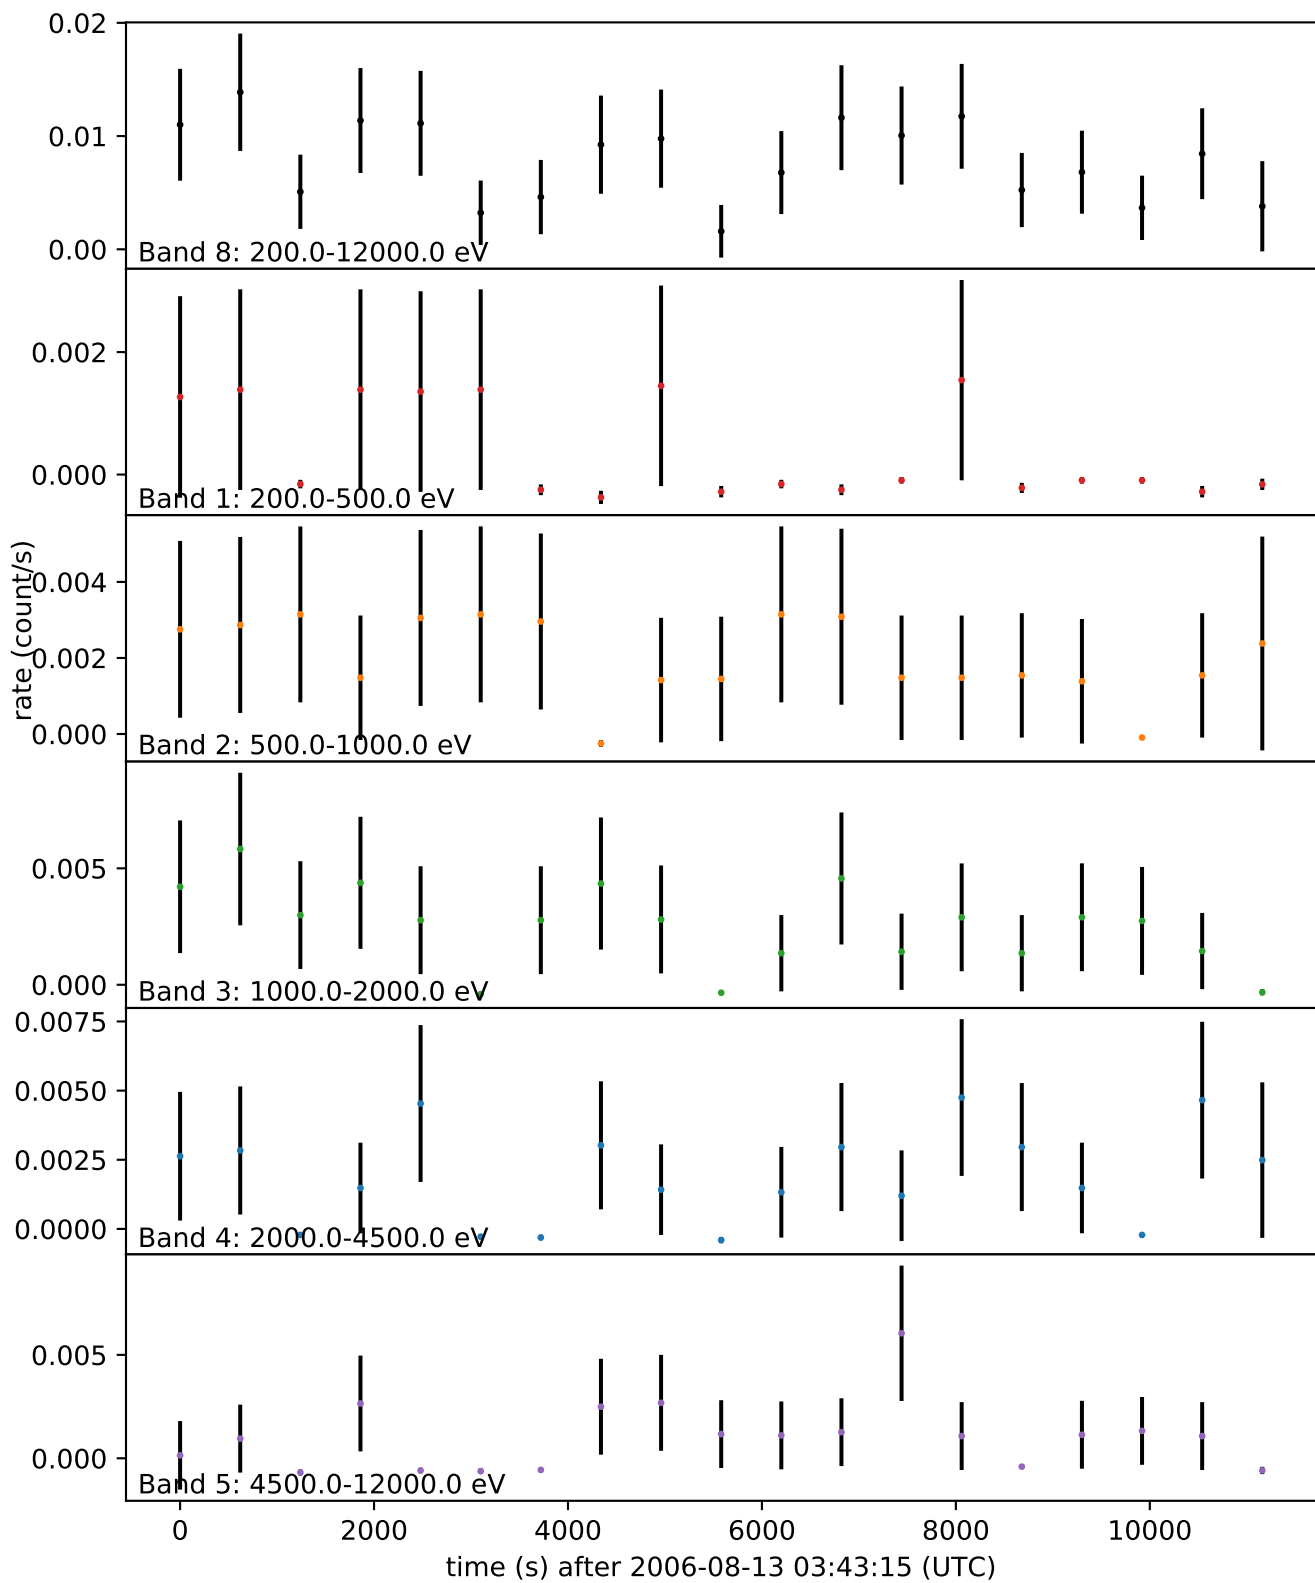 0.02
0.01
0.00
Band 8: 200.0-12000.0 eV
0.002
0.000
Band 1: 200.0-500.0 eV
rate (count/s)
0.004
0.002
0.000
Band 2: 500.0-1000.0 eV
0.005
0.000
Band 3: 1000.0-2000.0 eV
0.0075
0.0050
0.0025
0.0000
Band 4: 2000.0-4500.0 eV
0.005
0.000
Band 5: 4500.0-12000.0 eV
0 2000 4000 6000 8000 10000
time (s) after 2006-08-13 03:43:15 (UTC)